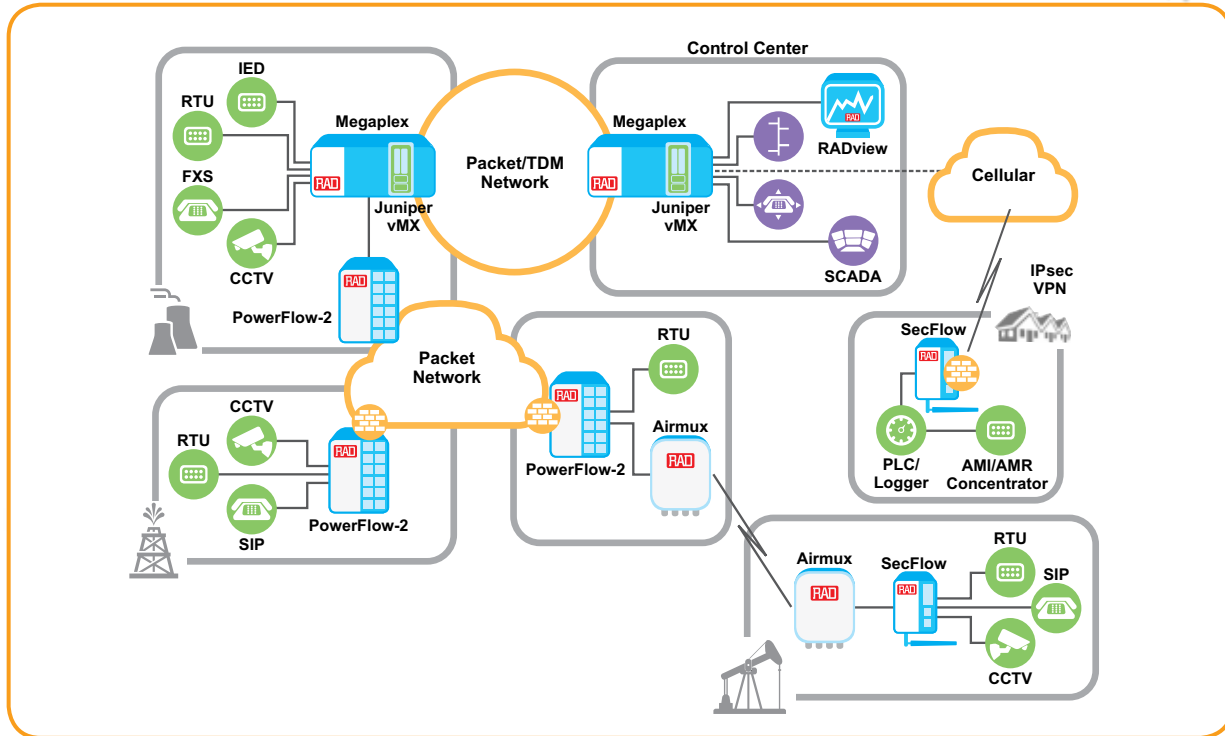 Control Center
IED
RTU
Megaplex
RAD
FXS
Juniper
vMX
CCTV
RAD
PowerFlow-2
Packet/TDM
Network
Megaplex
RAD
Juniper
vMX
RAD
RADview
SCADA
Cellular
IPsec
VPN
SecFlow
RAD
PLC/
Logger
AMI/AMR
Concentrator
Packet
Network
CCTV
RTU
RAD
SIP
PowerFlow-2
RTU
RAD
Airmux
RAD
PowerFlow-2
Airmux
RAD
SecFlow
RAD
RTU
SIP
CCTV